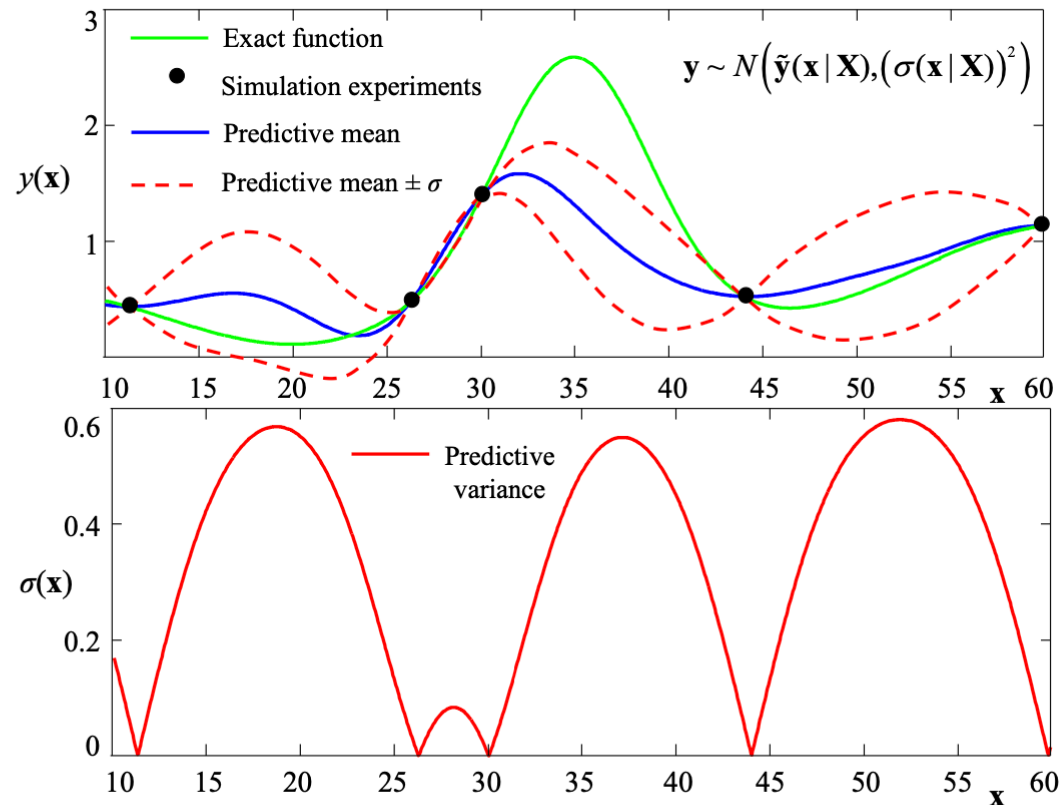 3
Exact function
Simulation experiments
Predictive mean
Predictive mean ± σ
y ~ N(ỹ(x | X), (σ(x | X))²)
2
y(x)
1
10 15 20 25 30 35 40 45 50 55 x 60
0.6
Predictive
variance
0.4
σ(x)
0.2
0
10 15 20 25 30 35 40 45 50 55 x 60